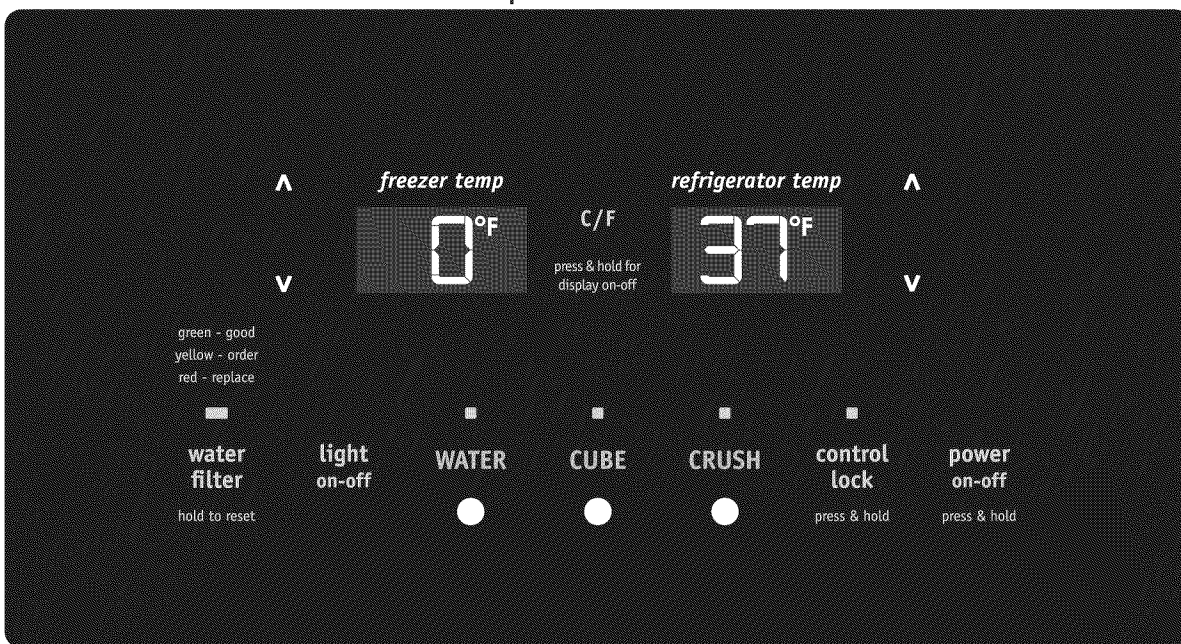 freezer temp
refrigerator temp
0°F
C/F
37°F
press & hold for
display on-off
green - good
yellow - order
red - replace
water
filter
hold to reset
light
on-off
WATER
CUBE
CRUSH
control
lock
press & hold
power
on-off
press & hold